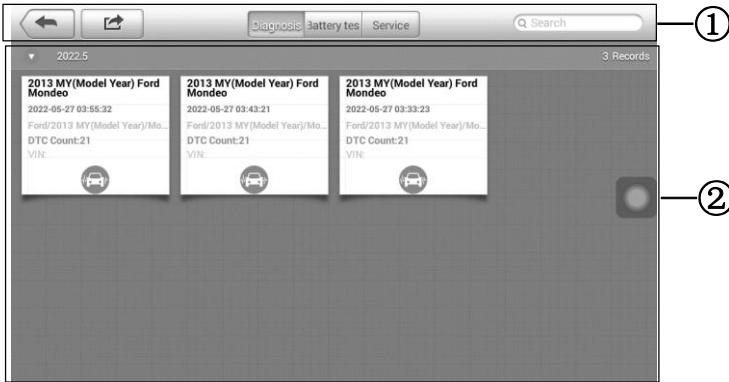 Diagnosis Battery tes Service Search ①
2022.5 3 Records
2013 MY(Model Year) Ford Mondeo
2022-05-27 03:55:32
Ford/2013 MY(Model Year)/Mo...
DTC Count:21
VIN:
2013 MY(Model Year) Ford Mondeo
2022-05-27 03:43:21
Ford/2013 MY(Model Year)/Mo...
DTC Count:21
VIN:
2013 MY(Model Year) Ford Mondeo
2022-05-27 03:33:23
Ford/2013 MY(Model Year)/Mo...
DTC Count:21
VIN:
②